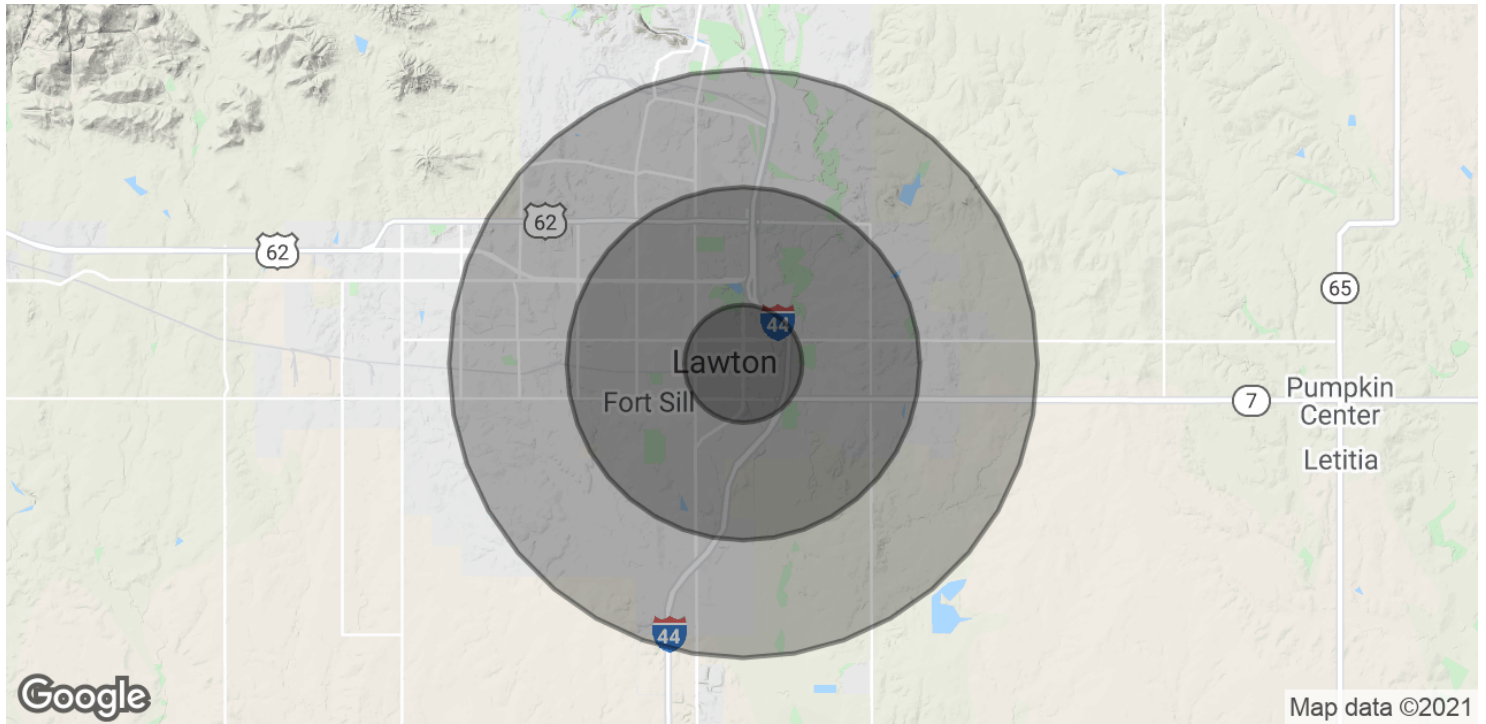 62
62
65
44
Lawton
Fort Sill
7
Pumpkin
Center
Letitia
44
Google
Map data ©2021